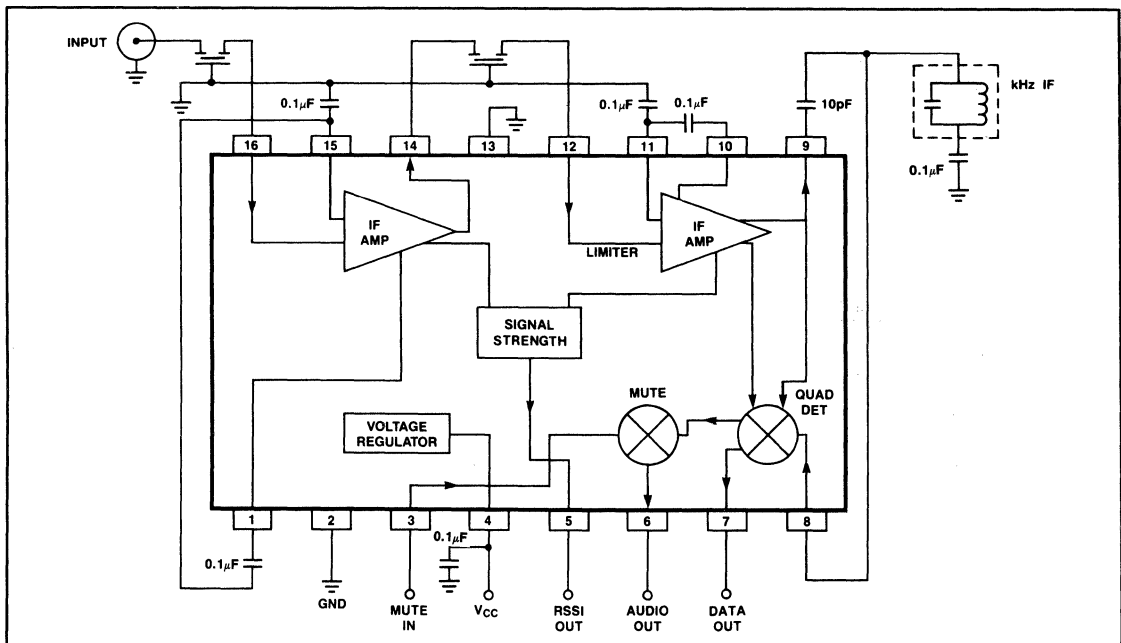 INPUT
0.1μF
0.1μF
0.1μF
10pF
kHz IF
0.1μF
16
15
14
13
12
11
10
9
IF
AMP
LIMITER
IF
AMP
SIGNAL
STRENGTH
MUTE
QUAD
DET
VOLTAGE
REGULATOR
1
2
3
4
5
6
7
8
0.1μF
0.1μF
GND
MUTE
IN
VCC
RSSI
OUT
AUDIO
OUT
DATA
OUT